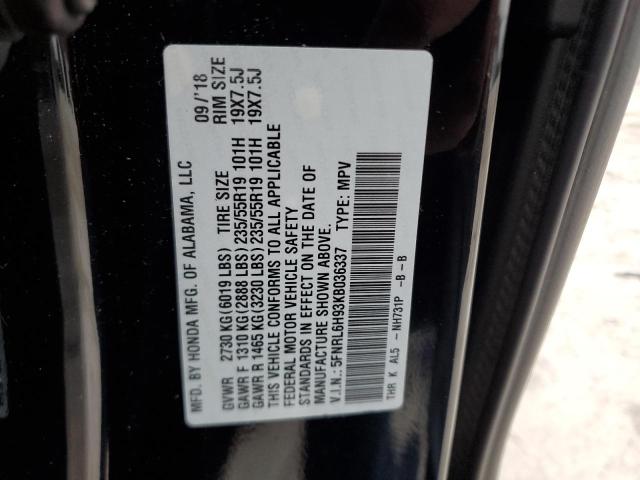 MFD. BY HONDA MFG. OF ALABAMA, LLC 09/'18
GVWR 2730 KG (6019 LBS) TIRE SIZE RIM SIZE
GAWR F 1310 KG (2888 LBS) 235/55R19 101H 19X7.5J
GAWR R 1465 KG (3230 LBS) 235/55R19 101H 19X7.5J
THIS VEHICLE CONFORMS TO ALL APPLICABLE
FEDERAL MOTOR VEHICLE SAFETY
STANDARDS IN EFFECT ON THE DATE OF
MANUFACTURE SHOWN ABOVE.
V.I.N.: 5FNRL6H93KB036337 TYPE: MPV
THR K AL5 - NH731P -B-B